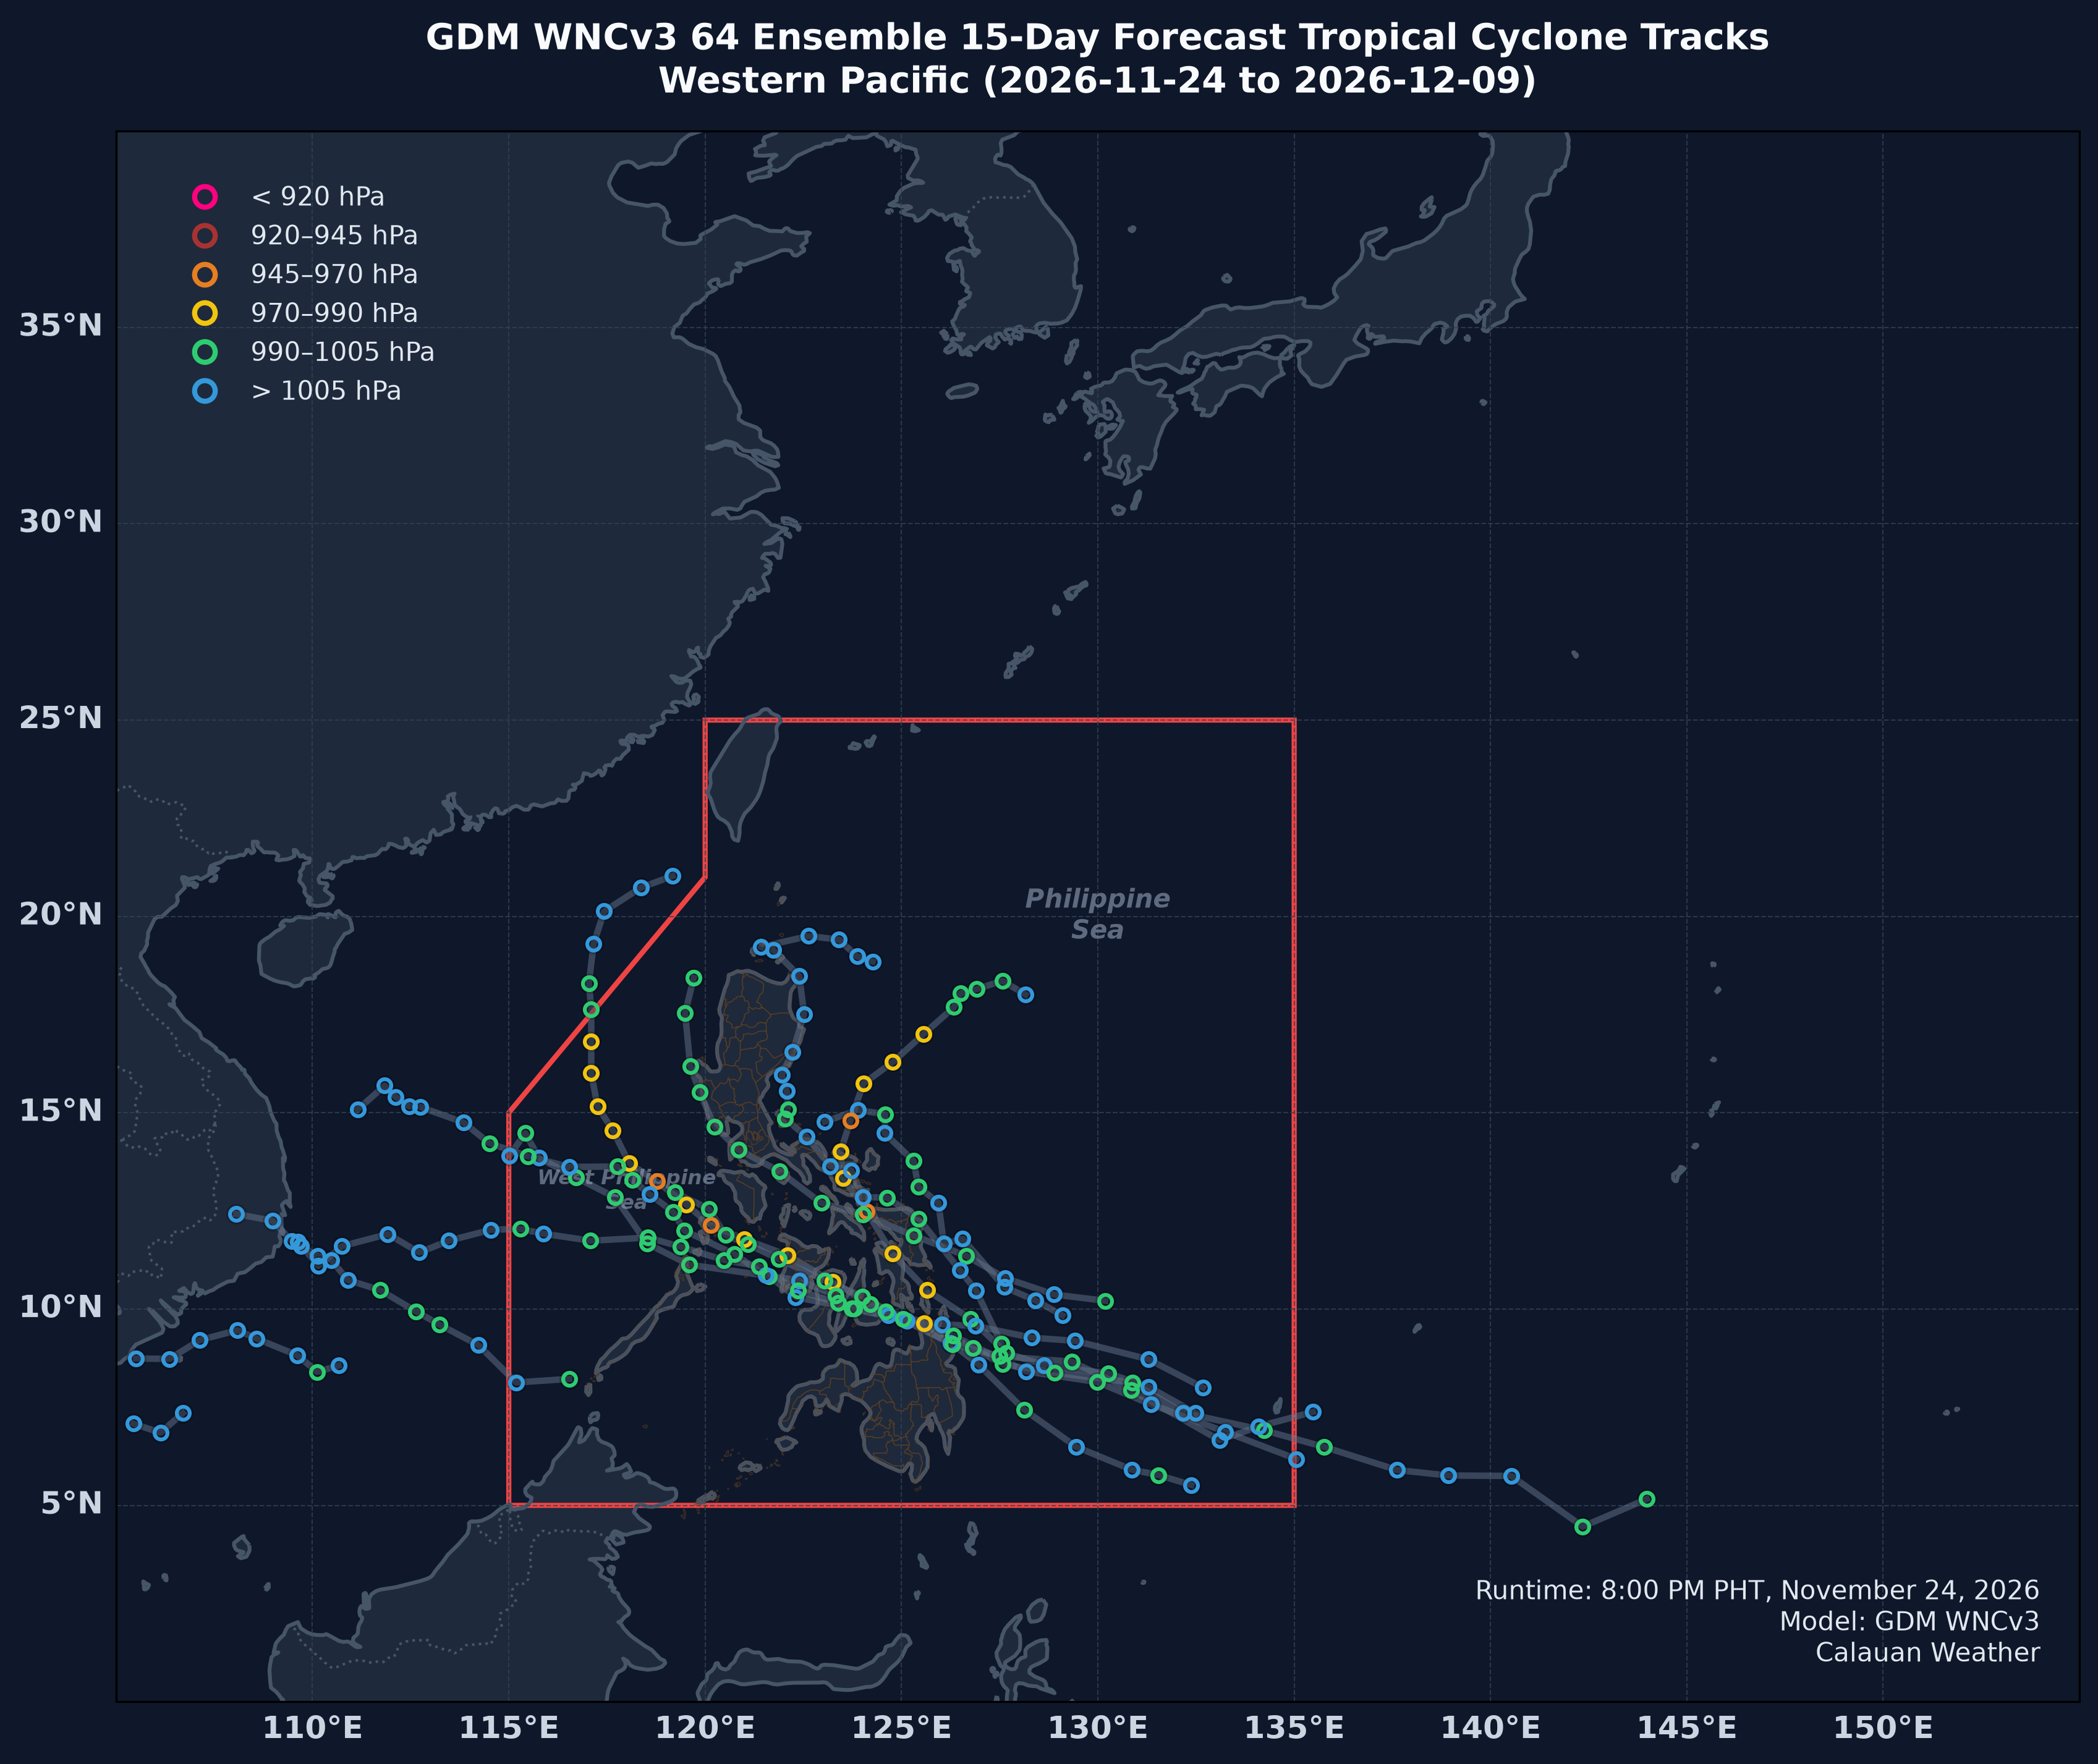 GDM WNCv3 64 Ensemble 15-Day Forecast Tropical Cyclone Tracks
Western Pacific (2026-11-24 to 2026-12-09)
< 920 hPa
920–945 hPa
945–970 hPa
970–990 hPa
990–1005 hPa
> 1005 hPa
35°N
30°N
25°N
20°N
15°N
10°N
5°N
Philippine
Sea
West Philippine
Sea
Runtime: 8:00 PM PHT, November 24, 2026
Model: GDM WNCv3
Calauan Weather
110°E
115°E
120°E
125°E
130°E
135°E
140°E
145°E
150°E